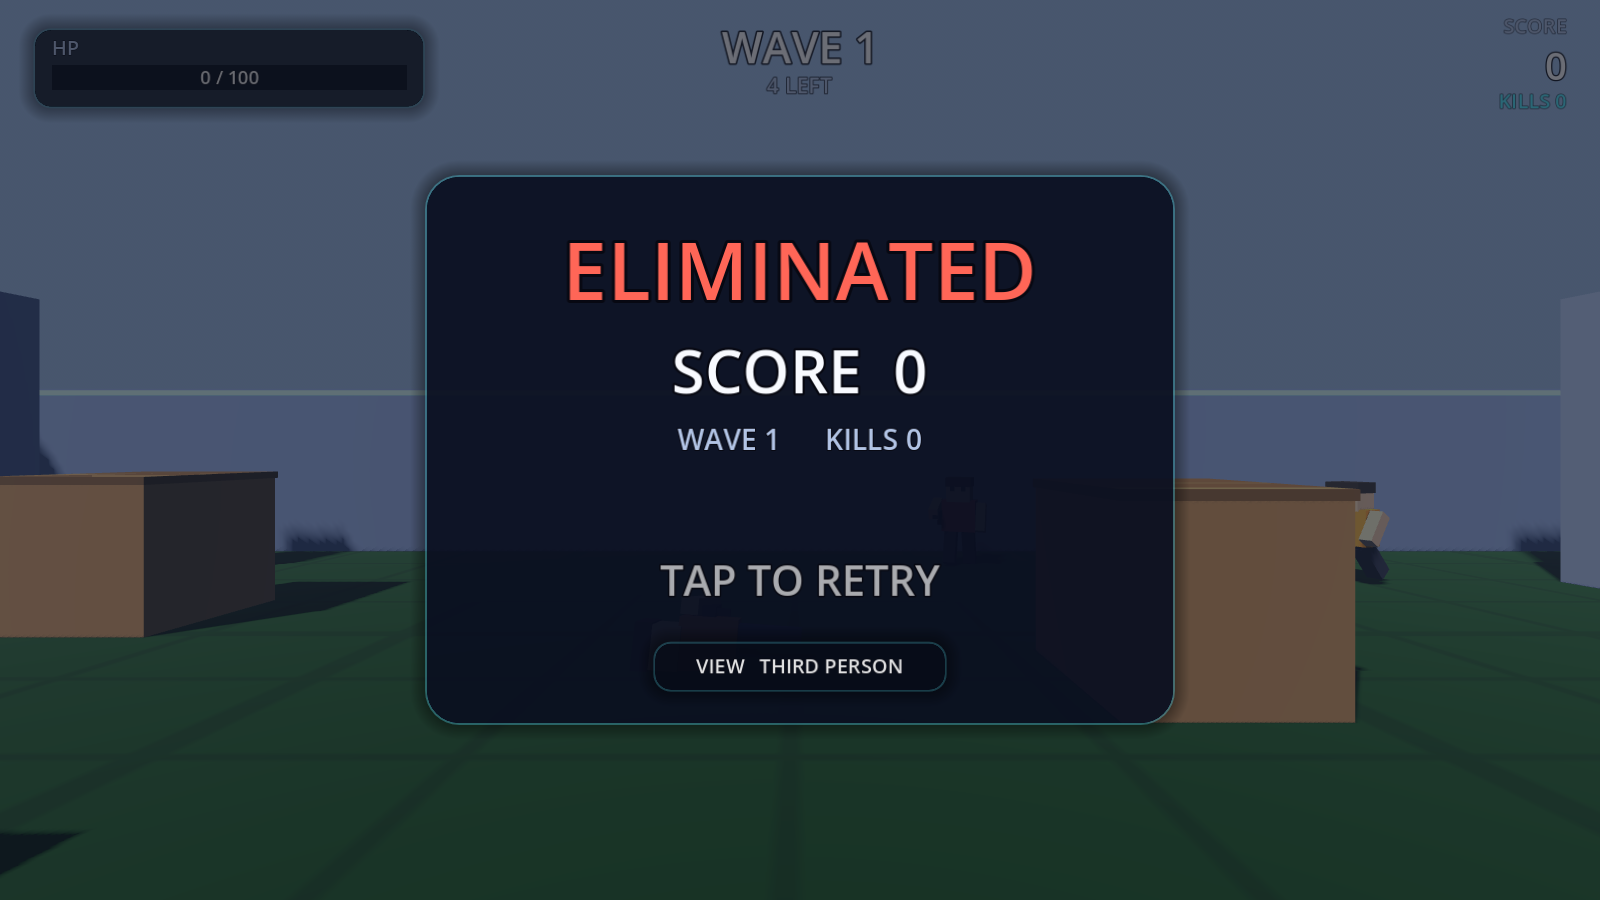 HP
0 / 100
WAVE 1
4 LEFT
SCORE
0
KILLS 0
ELIMINATED
SCORE 0
WAVE 1 KILLS 0
TAP TO RETRY
VIEW THIRD PERSON